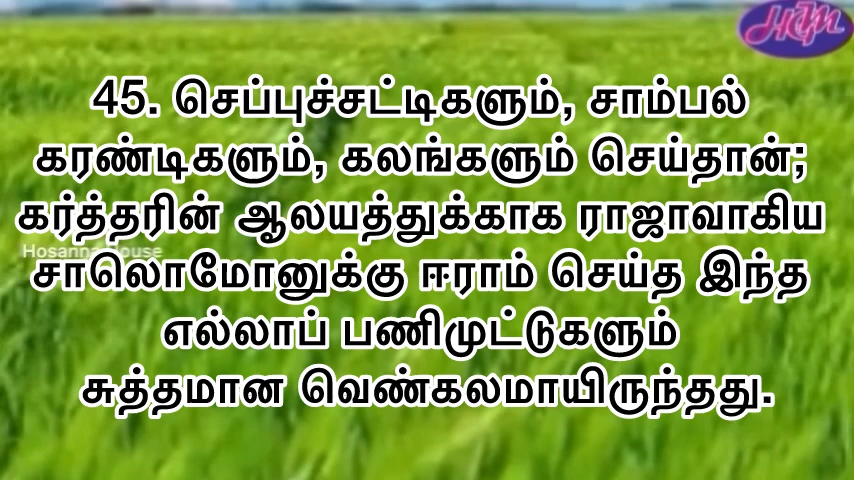 HGM
45. செப்புச்சட்டிகளும், சாம்பல்
கரண்டிகளும், கலங்களும் செய்தான்;
கர்த்தரின் ஆலயத்துக்காக ராஜாவாகிய
Hosanna House
சாலொமோனுக்கு ஈராம் செய்த இந்த
எல்லாப் பணிமுட்டுகளும்
சுத்தமான வெண்கலமாயிருந்தது.